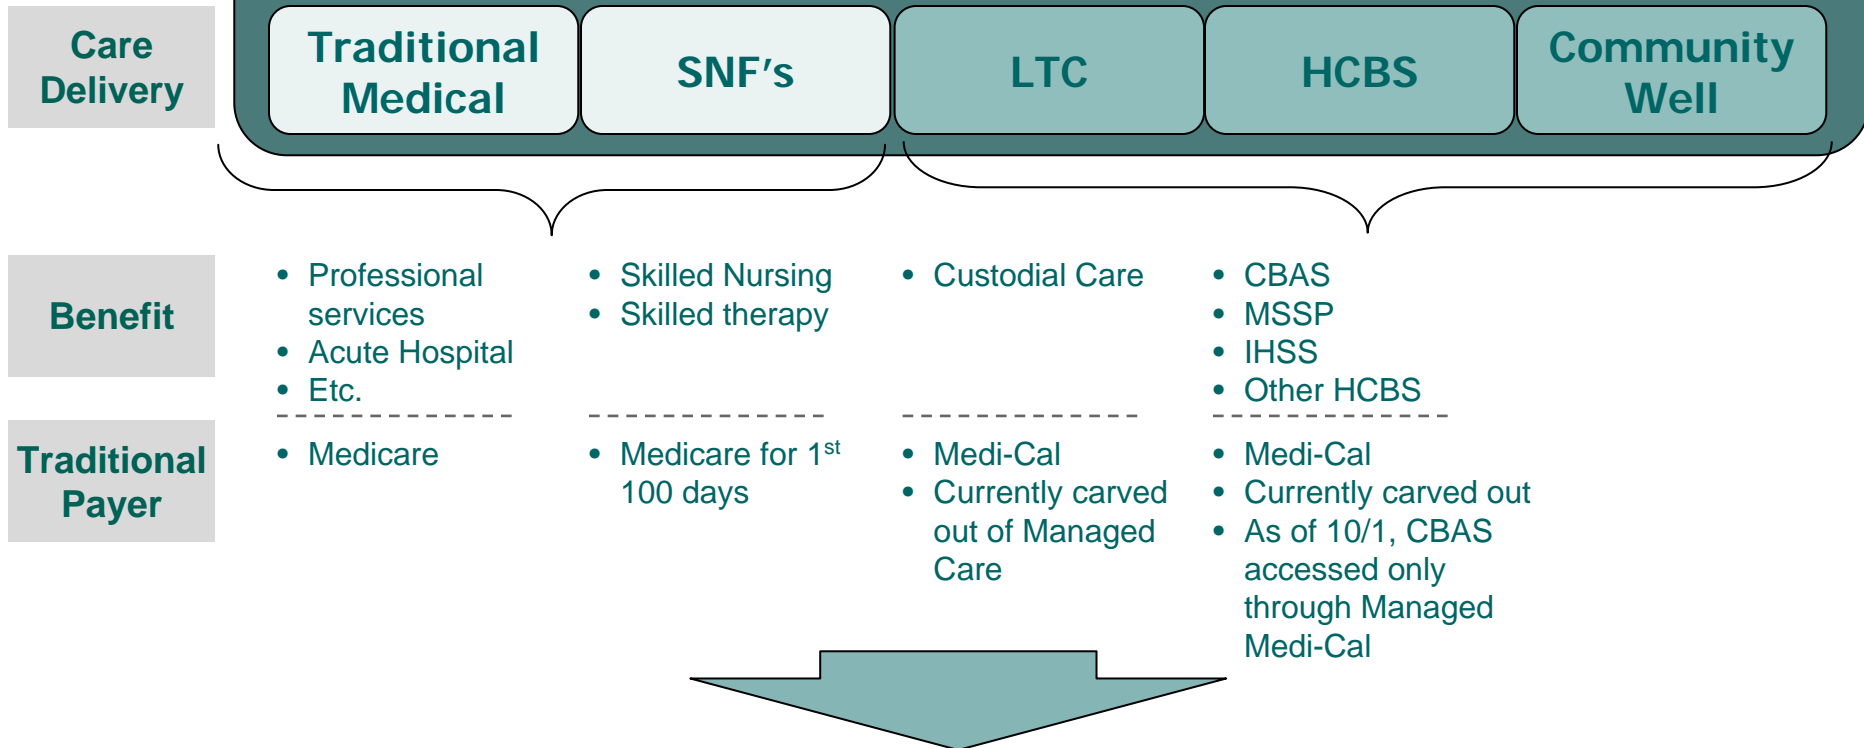 Care
Delivery
Traditional
Medical
SNF's
LTC
HCBS
Community
Well
Benefit
• Professional
services
• Acute Hospital
• Etc.
• Skilled Nursing
• Skilled therapy
• Custodial Care
• CBAS
• MSSP
• IHSS
• Other HCBS
Traditional
Payer
• Medicare
• Medicare for 1st
100 days
• Medi-Cal
• Currently carved
out of Managed
Care
• Medi-Cal
• Currently carved out
• As of 10/1, CBAS
accessed only
through Managed
Medi-Cal